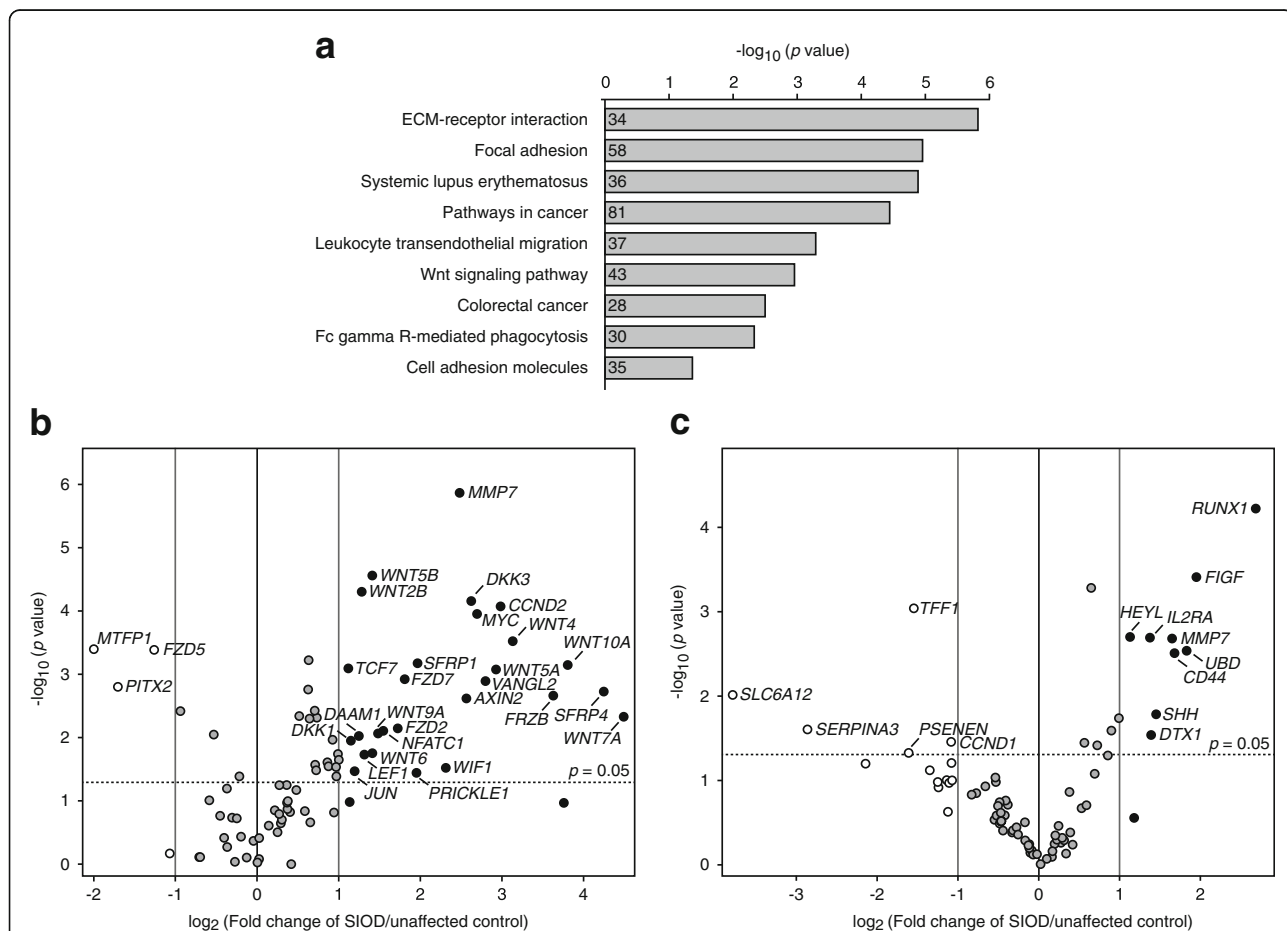 a
-log10 (p value)
0 1 2 3 4 5 6
ECM-receptor interaction 34
Focal adhesion 58
Systemic lupus erythematosus 36
Pathways in cancer 81
Leukocyte transendothelial migration 37
Wnt signaling pathway 43
Colorectal cancer 28
Fc gamma R-mediated phagocytosis 30
Cell adhesion molecules 35
b
-log10 (p value)
6
5
4
3
2
1
0
MMP7
WNT5B
WNT2B
DKK3
CCND2
MYC
WNT4
MTFP1
FZD5
PITX2
TCF7
SFRP1
FZD7
WNT5A
WNT10A
VANGL2
AXIN2
FRZB
SFRP4
WNT7A
DAAM1
WNT9A
DKK1
FZD2
NFATC1
WNT6
LEF1
WIF1
JUN
PRICKLE1
p = 0.05
-2 -1 0 1 2 3 4
log2 (Fold change of SIOD/unaffected control)
c
-log10 (p value)
4
3
2
1
0
RUNX1
FIGF
TFF1
HEYL
IL2RA
MMP7
UBD
CD44
SLC6A12
SERPINA3
PSENEN
CCND1
SHH
DTX1
p = 0.05
-3 -2 -1 0 1 2
log2 (Fold change of SIOD/unaffected control)